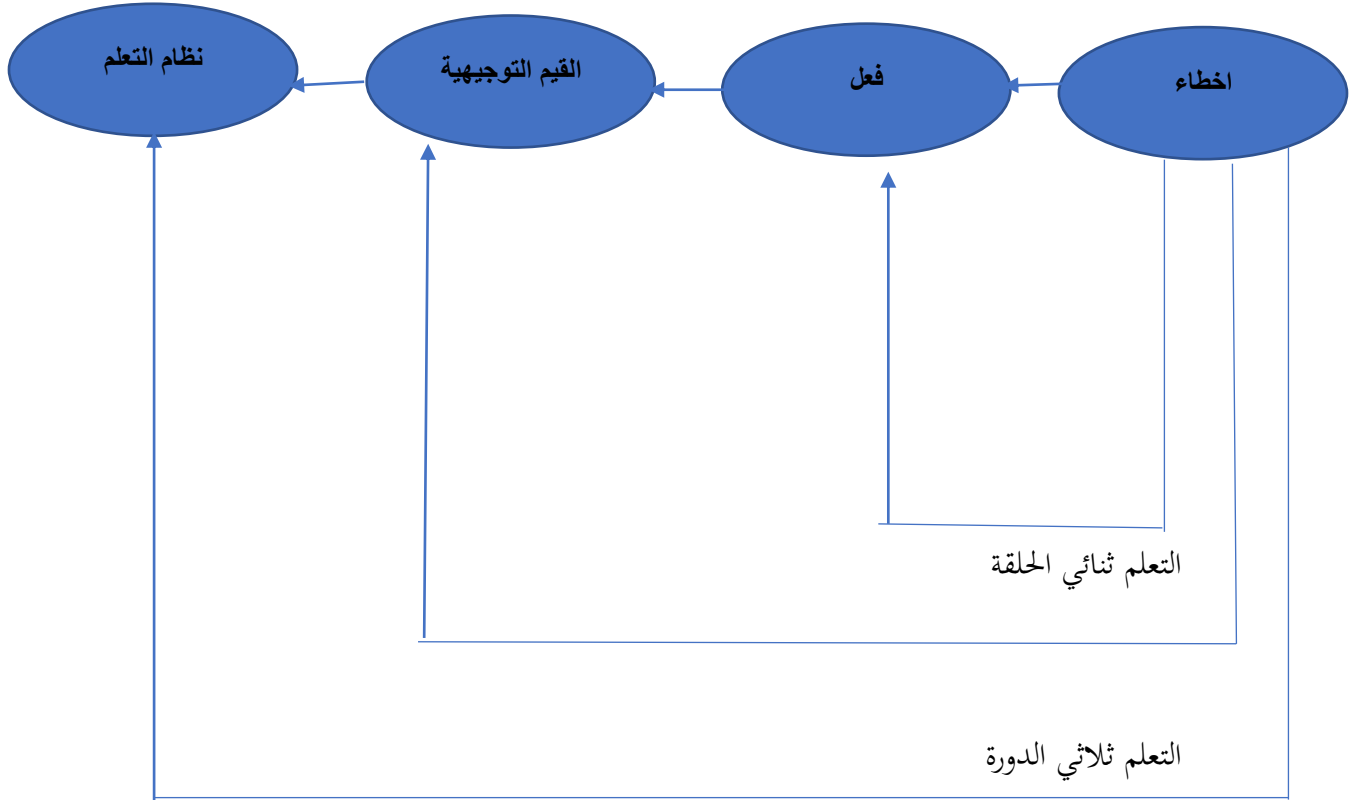 اخطاء
فعل
القيم التوجيهية
نظام التعلم
التعلم ثنائي الحلقة
التعلم ثلاثي الدورة